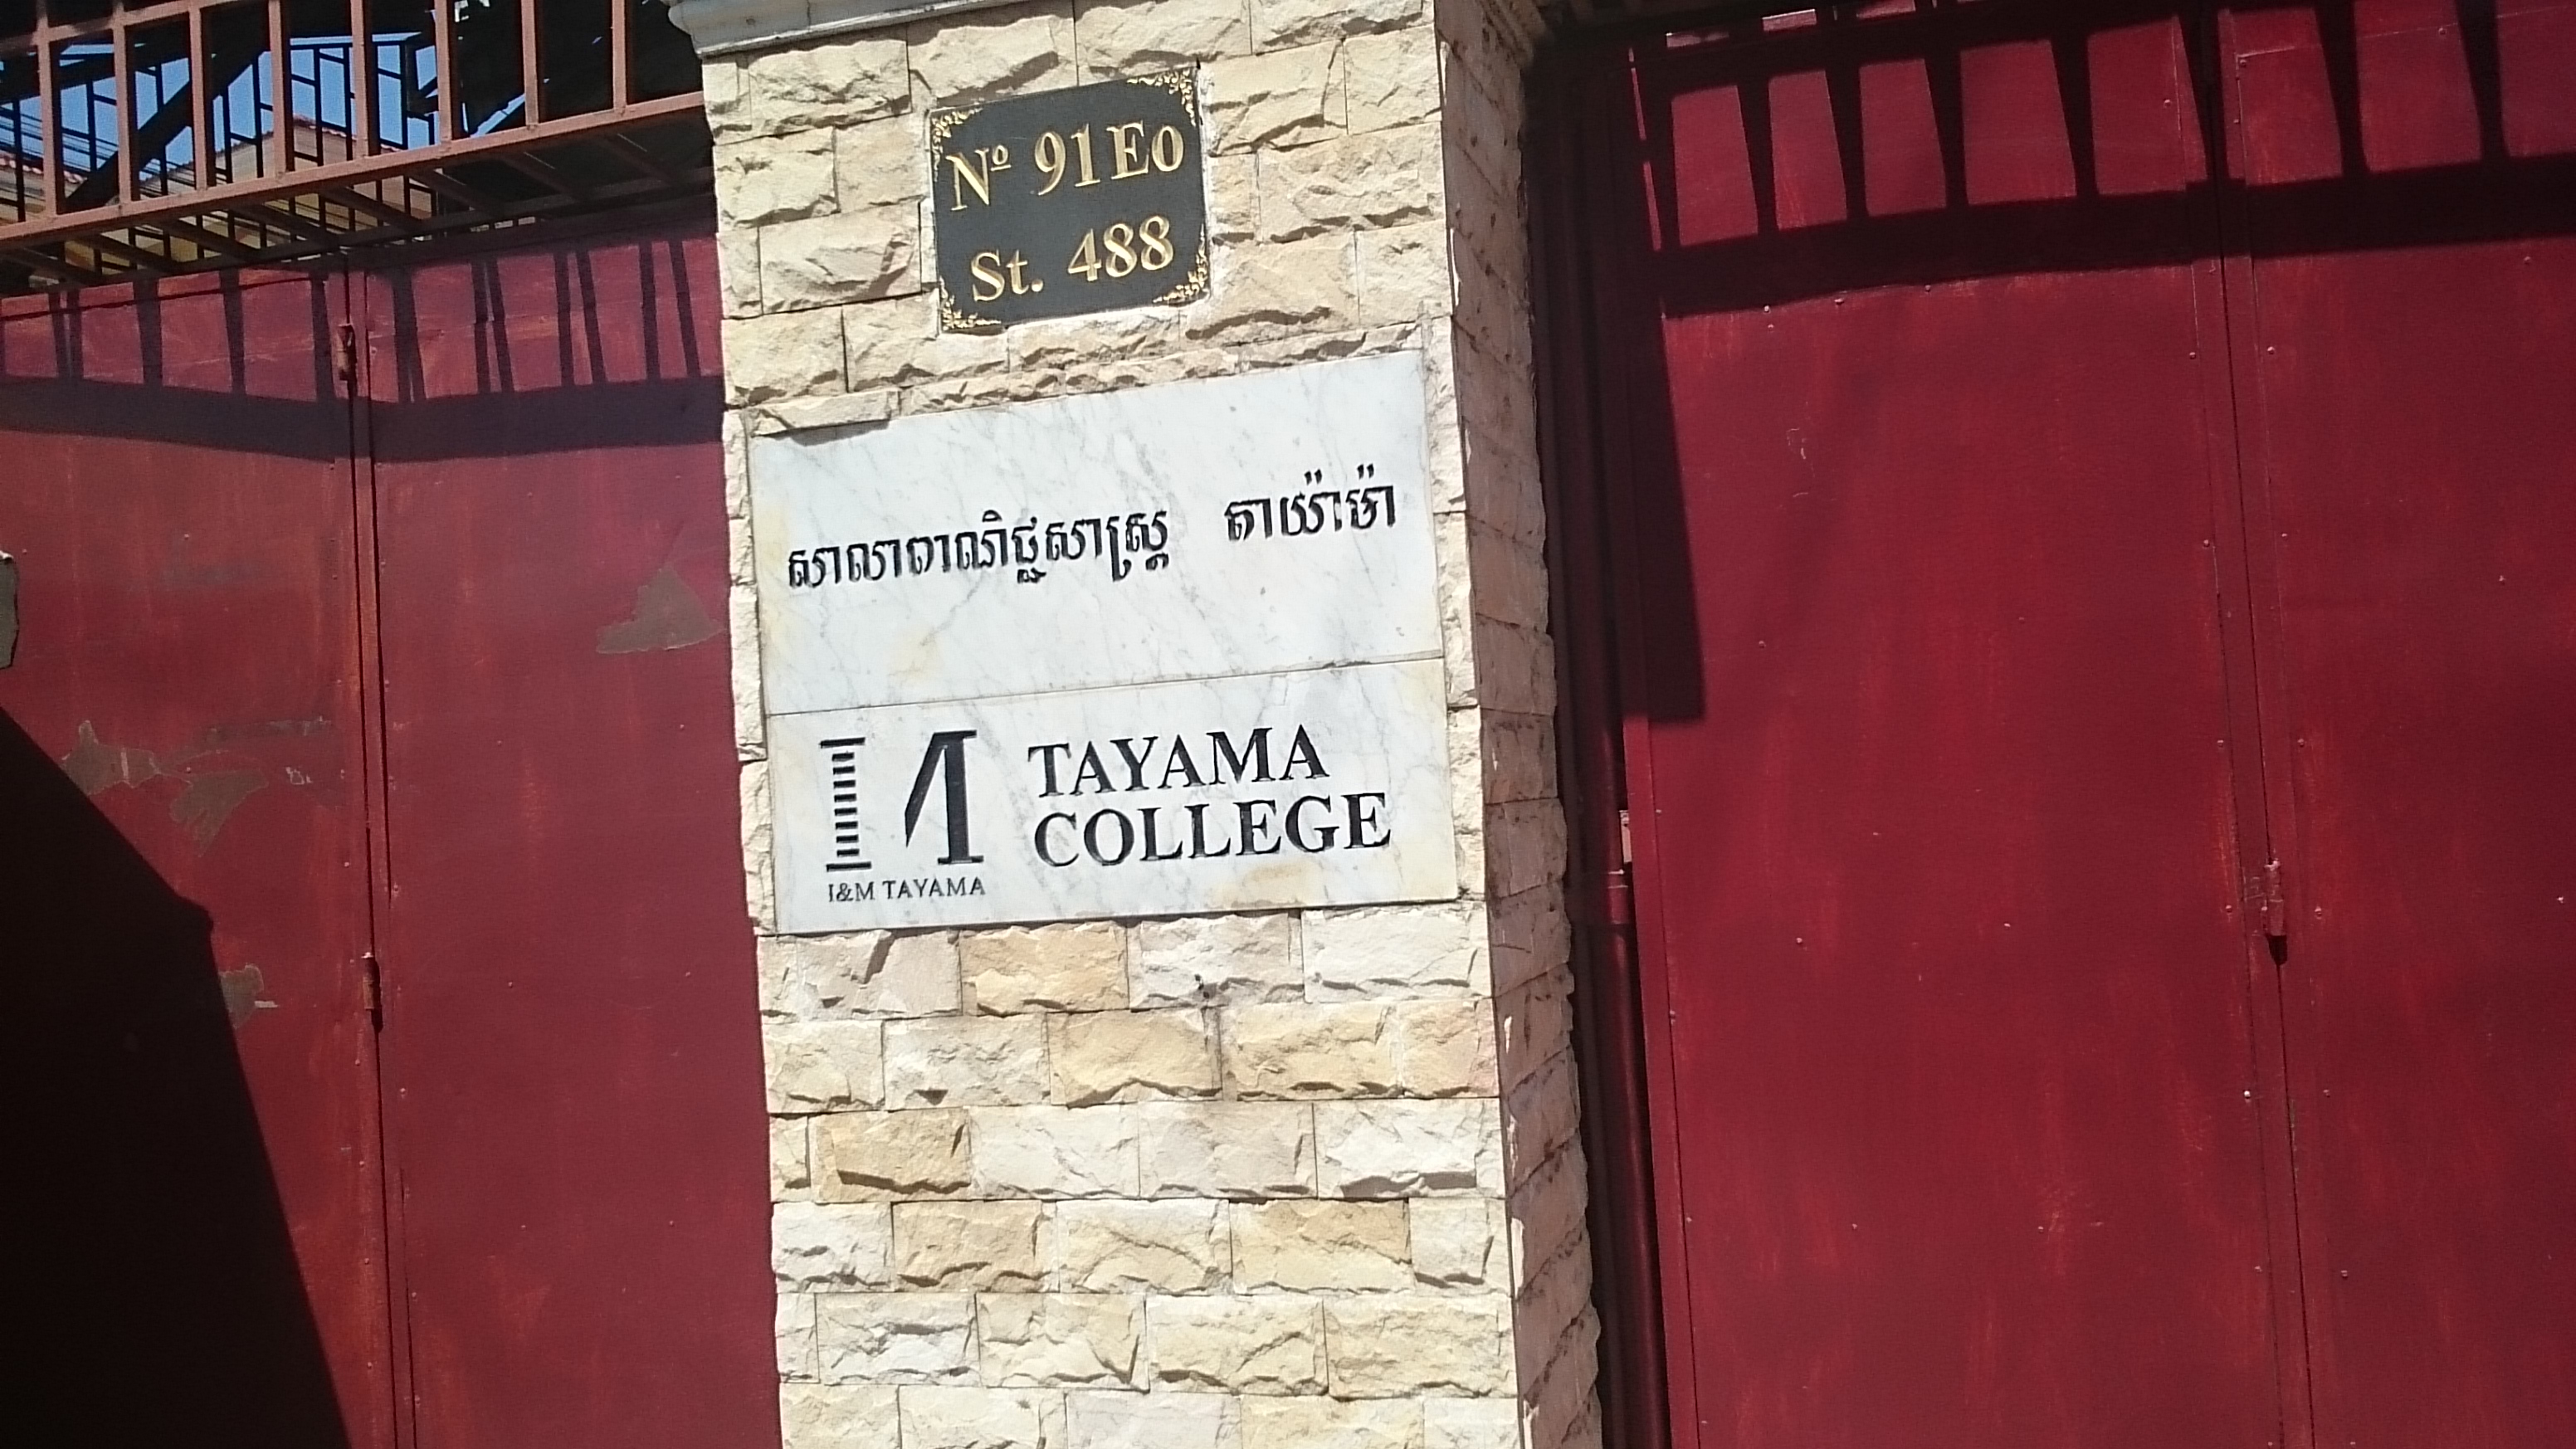 Nº 91E0
St. 488
សាលាពាណិជ្ជសាស្ត្រ តាយ៉ាម៉ា
IM
TAYAMA
COLLEGE
I&M TAYAMA